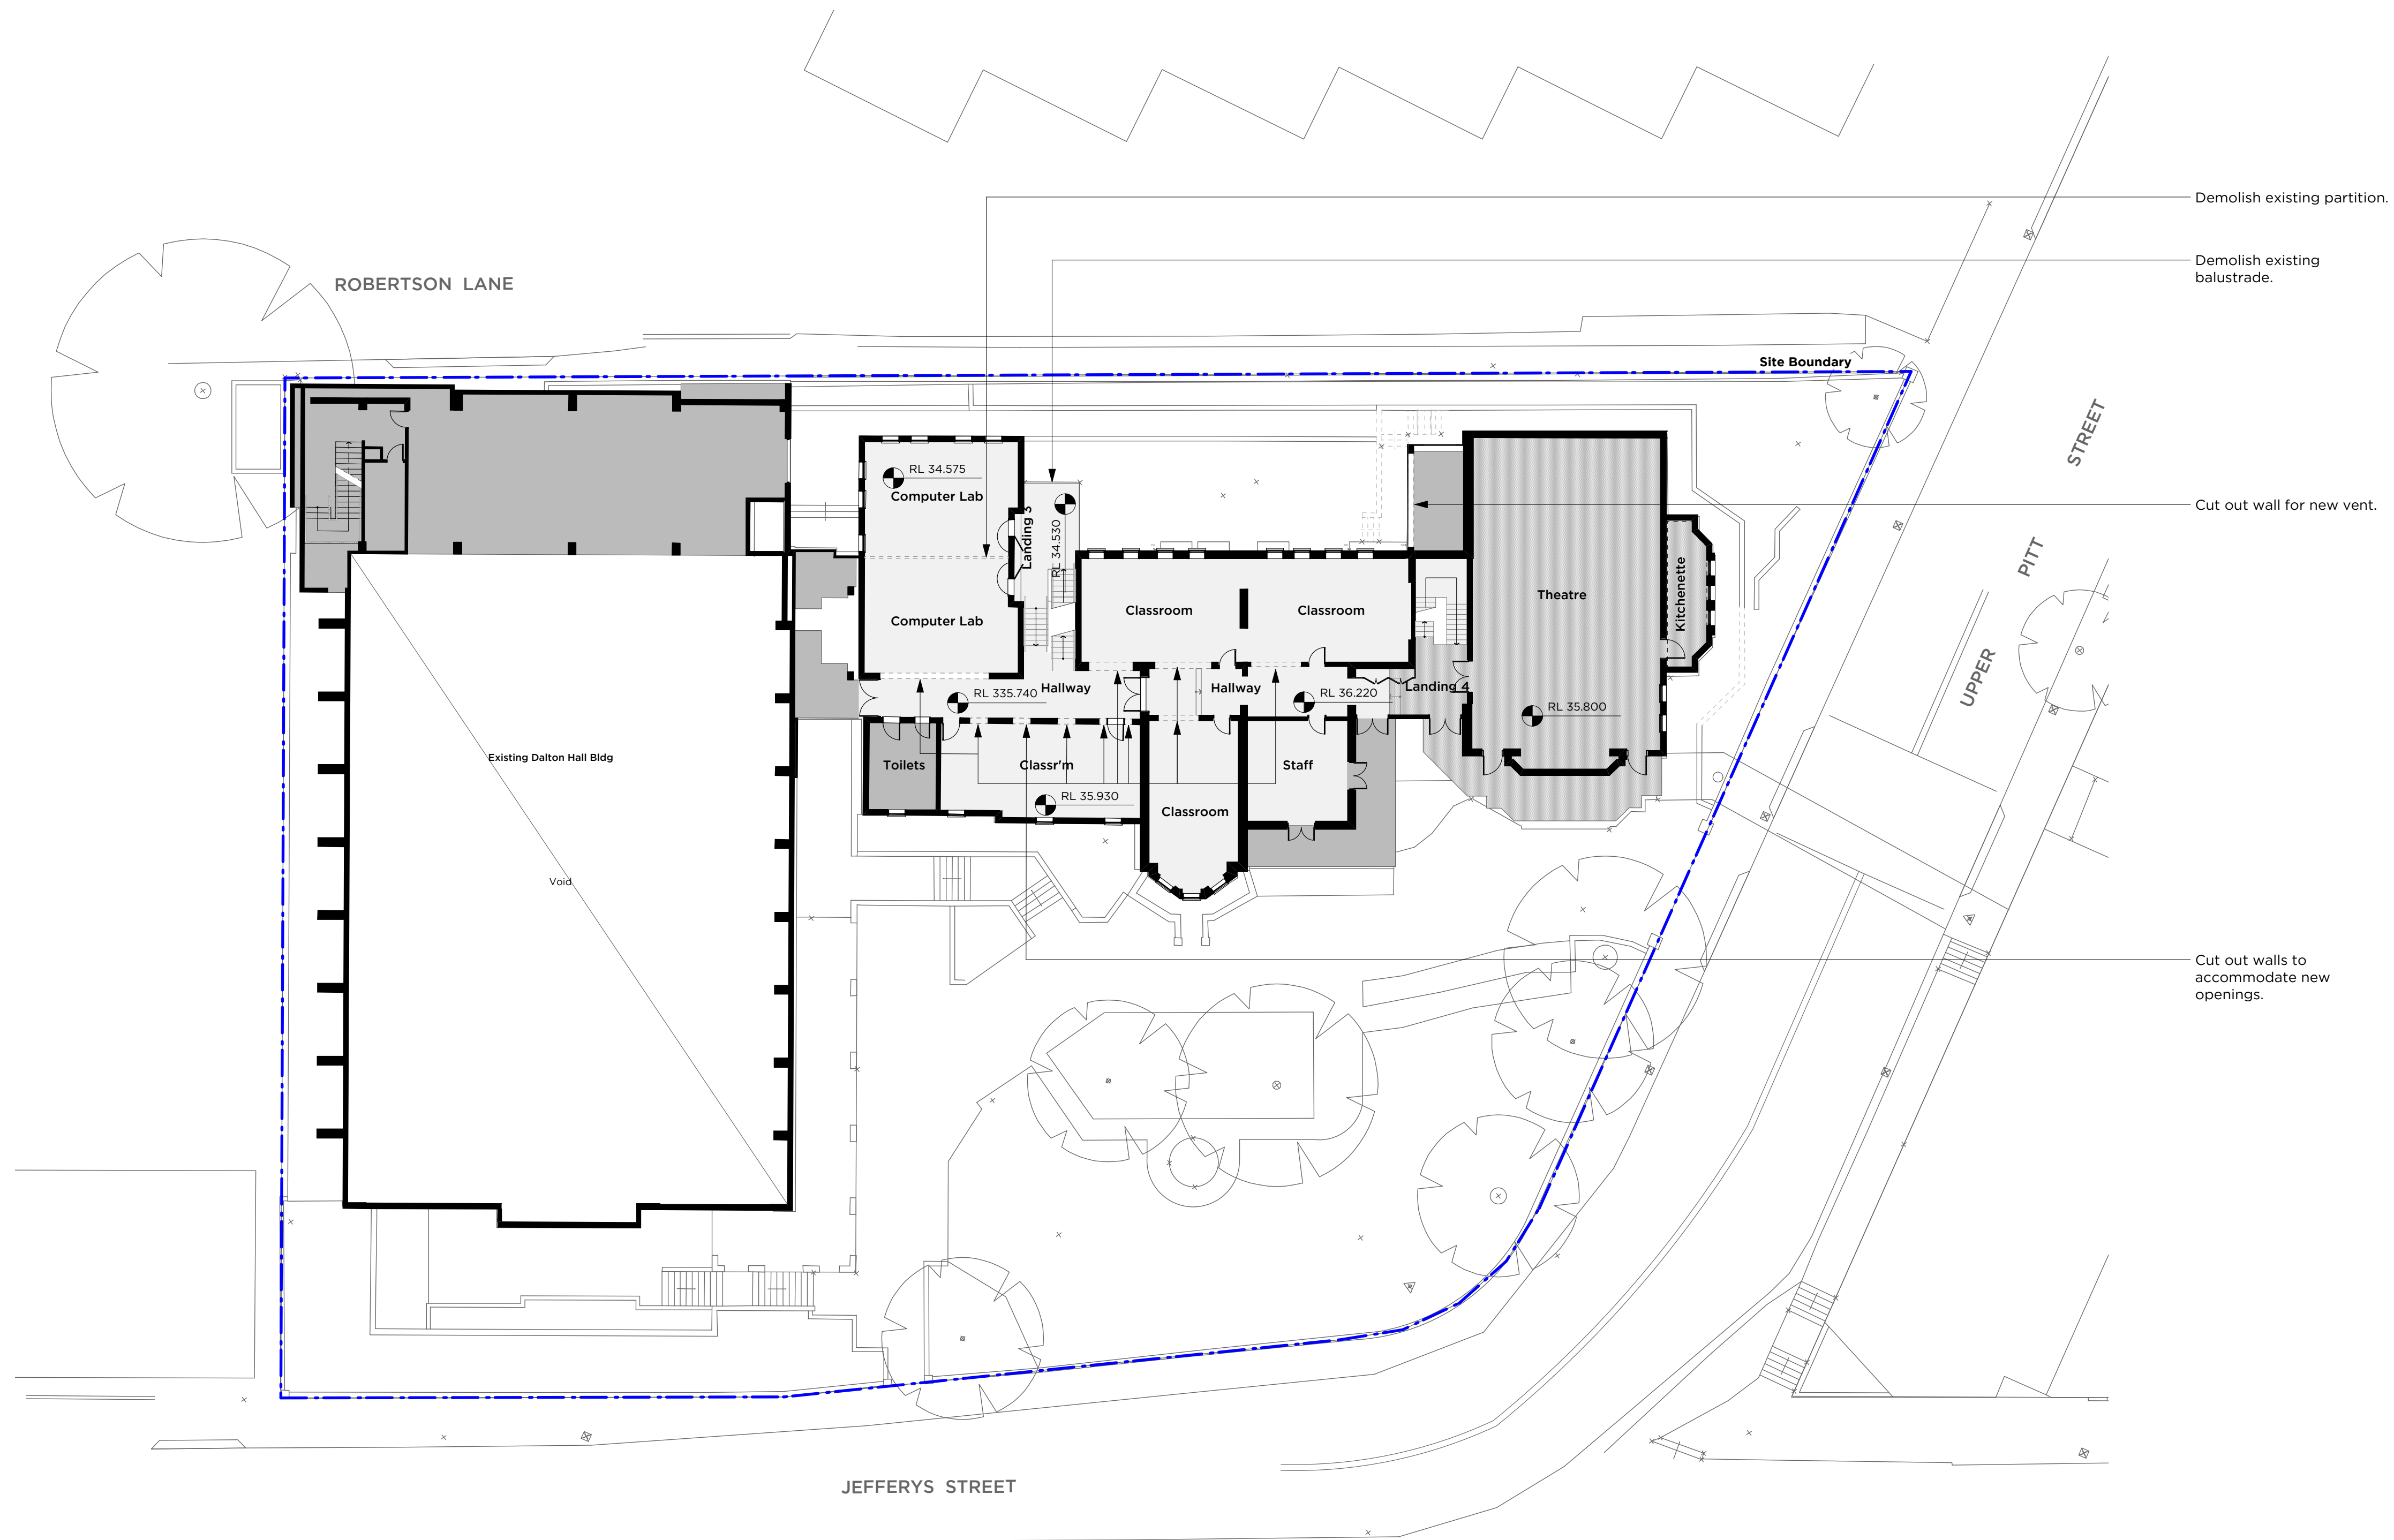 Demolish existing partition.
Demolish existing
balustrade.
ROBERTSON LANE
Site Boundary
STREET
RL 34.575
Computer Lab
Landing 3
RL 34.530
Cut out wall for new vent.
PITT
Classroom
Classroom
Theatre
Kitchenette
Computer Lab
UPPER
Hallway
RL 335.740
Hallway
RL 36.220
Landing 4
RL 35.800
Existing Dalton Hall Bldg
Toilets
Classr'm
Staff
RL 35.930
Classroom
Void
Cut out walls to
accommodate new
openings.
JEFFERYS STREET